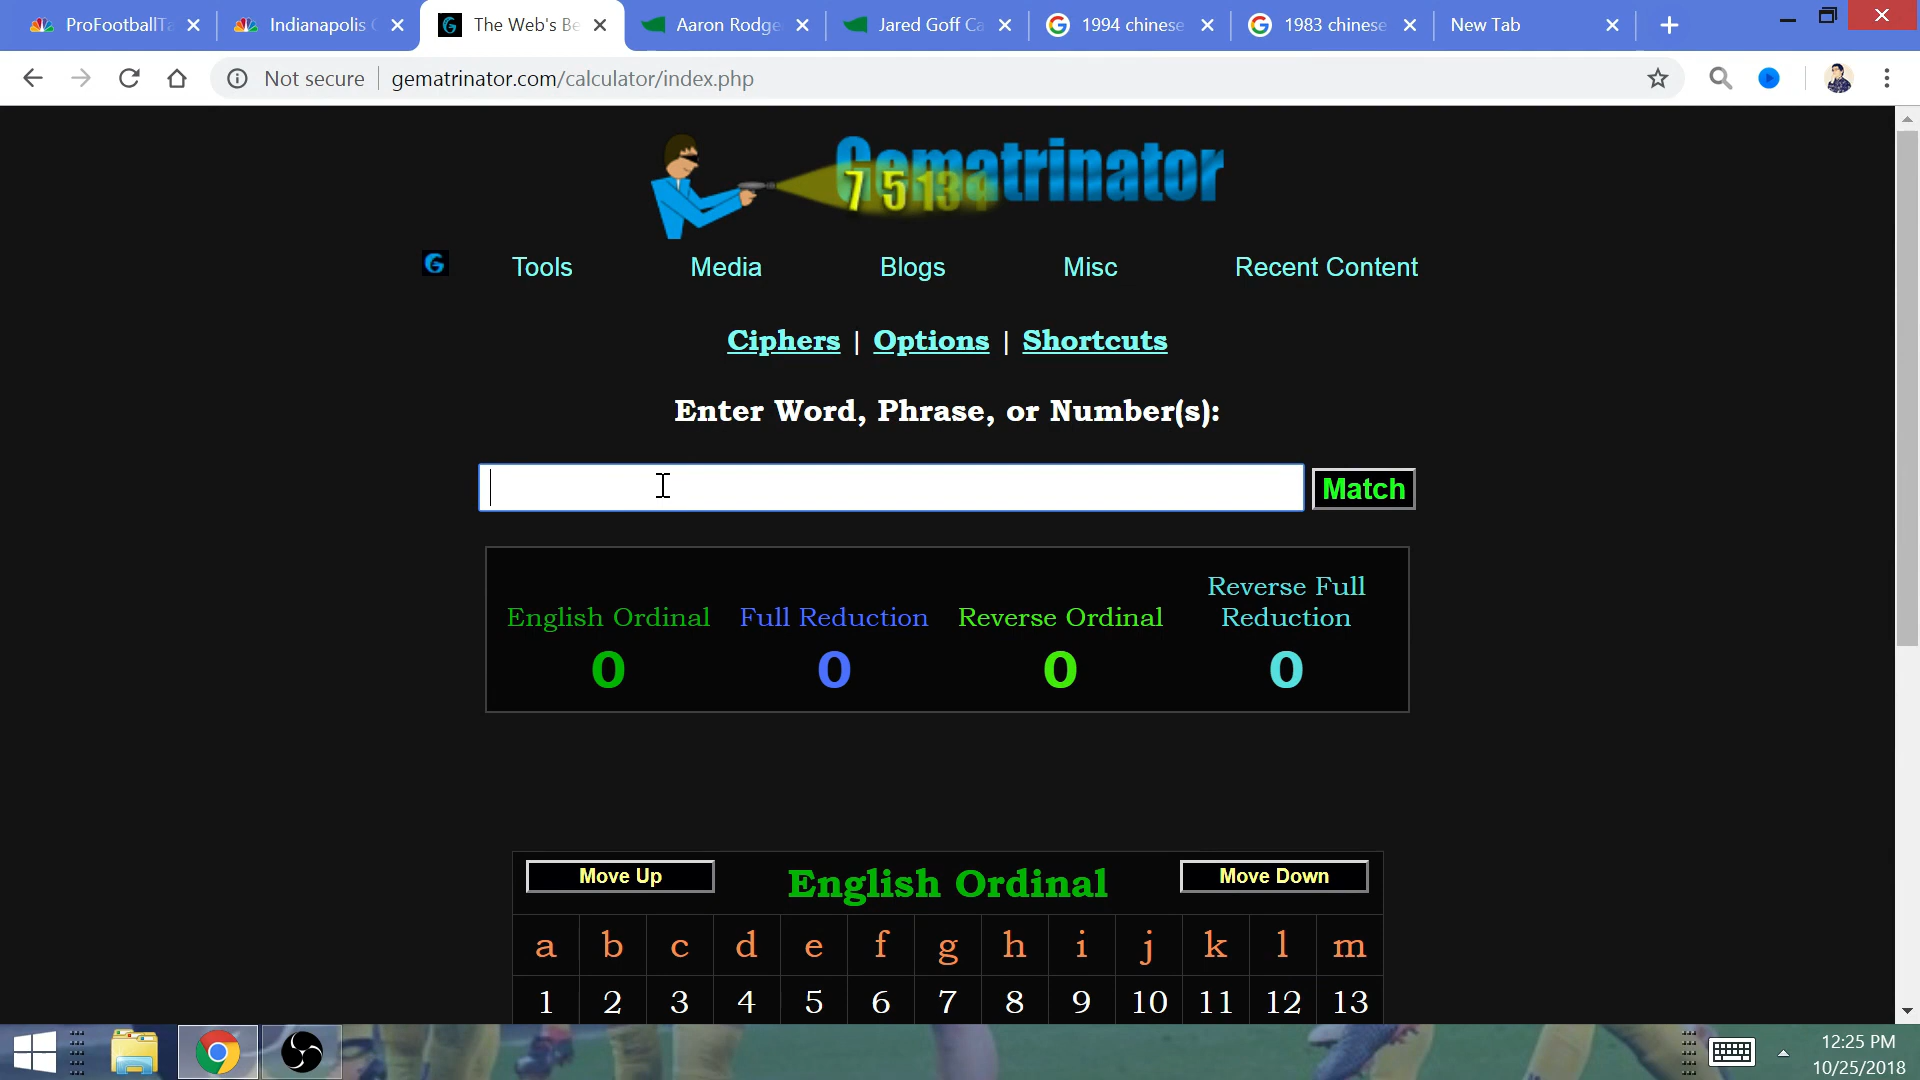 ProFootballT
Indianapolis
The Web's Be
Aaron Rodge
Jared Goff Ca
1994 chinese
1983 chinese
New Tab
Not secure
gematrinator.com/calculator/index.php
Gematrinator
7 5 13 9
G
Tools
Media
Blogs
Misc
Recent Content
Ciphers | Options | Shortcuts
Enter Word, Phrase, or Number(s):
Match
English Ordinal
Full Reduction
Reverse Ordinal
Reverse Full
Reduction
0
0
0
0
Move Up
English Ordinal
Move Down
a b c d e f g h i j k l m
1 2 3 4 5 6 7 8 9 10 11 12 13
12:25 PM
10/25/2018